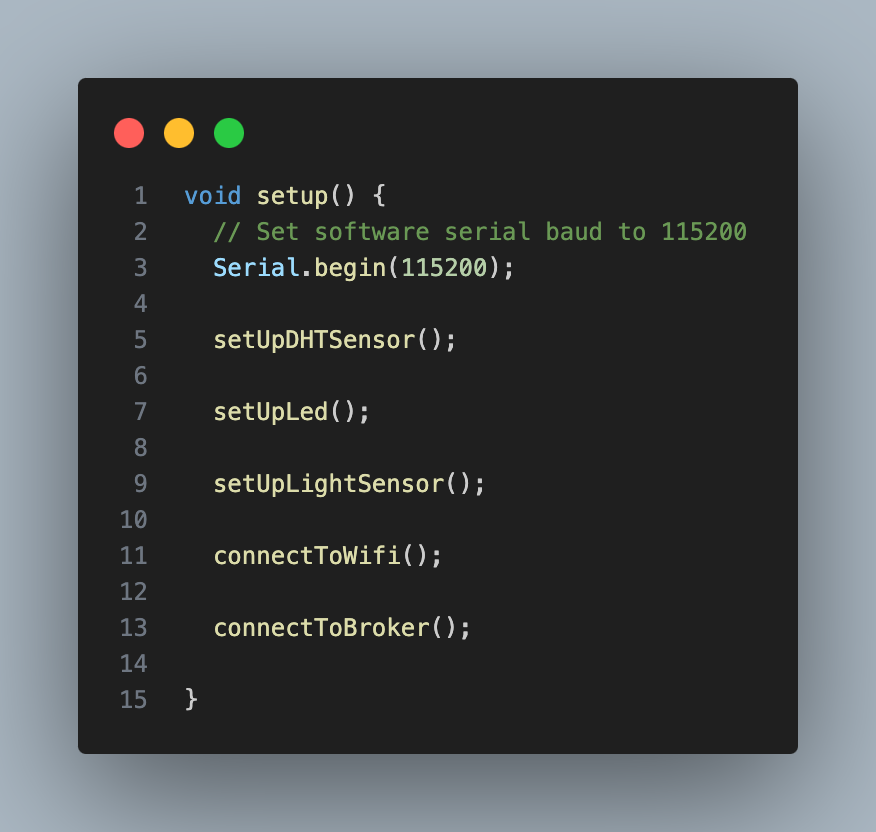 1 void setup() {
2   // Set software serial baud to 115200
3   Serial.begin(115200);
4
5   setUpDHTSensor();
6
7   setUpLed();
8
9   setUpLightSensor();
10
11   connectToWifi();
12
13   connectToBroker();
14
15 }